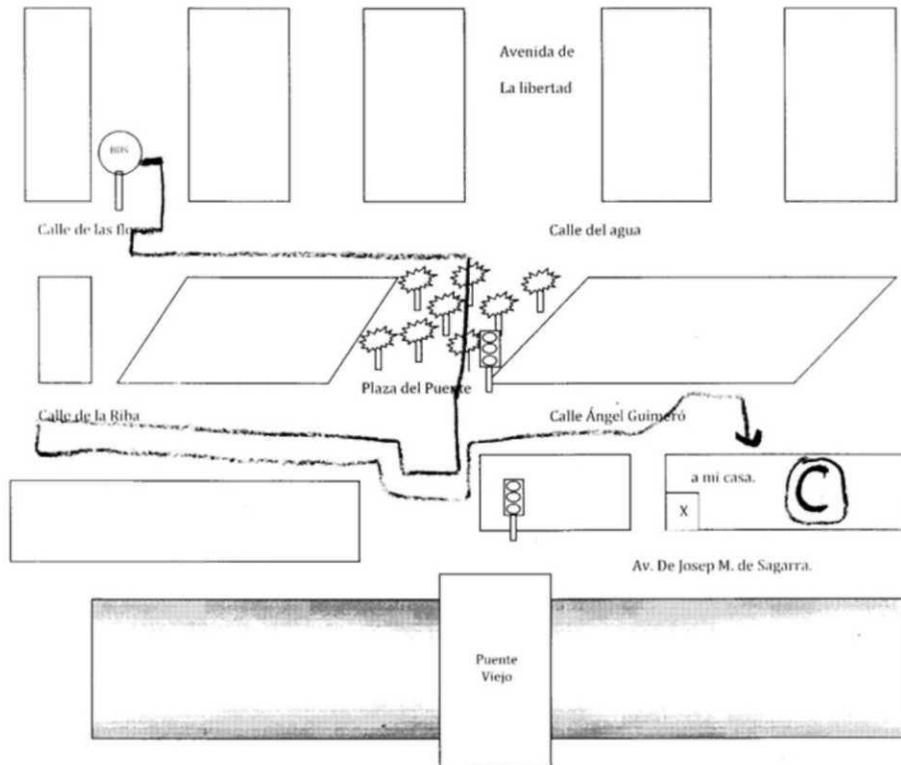 Avenida de
La libertad
BUS
Calle de las flores
Calle del agua
Plaza del Puente
Calle de la Riba
Calle Ángel Guimeró
a mi casa.
C
X
Av. De Josep M. de Sagarra.
Puente
Viejo